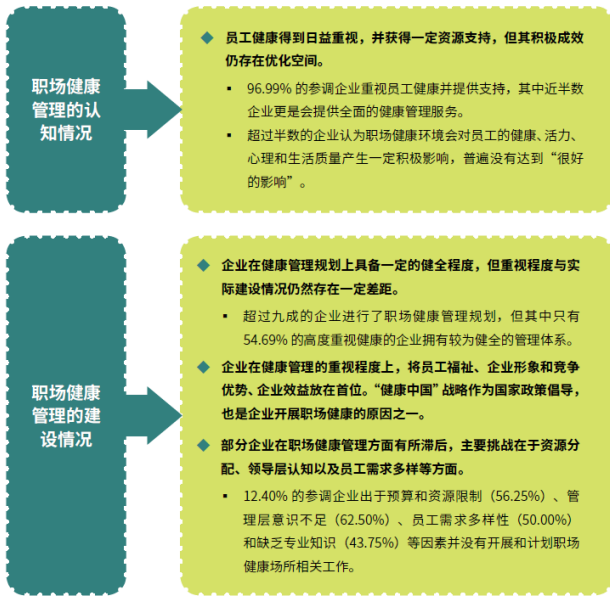 职场健康
管理的认
知情况
员工健康得到日益重视，并获得一定资源支持，但其积极成效
仍存在优化空间。
96.99% 的参调企业重视员工健康并提供支持，其中近半数
企业更是会提供全面的健康管理服务。
超过半数的企业认为职场健康环境会对员工的健康、活力、
心理和生活质量产生一定积极影响，普遍没有达到“很好
的影响”。
职场健康
管理的建
设情况
企业在健康管理规划上具备一定的健全程度，但重视程度与实
际建设情况仍然存在一定差距。
超过九成的企业进行了职场健康管理规划，但其中只有
54.69% 的高度重视健康的企业拥有较为健全的管理体系。
企业在健康管理的重视程度上，将员工福祉、企业形象和竞争
优势、企业效益放在首位。“健康中国”战略作为国家政策倡导，
也是企业开展职场健康的原因之一。
部分企业在职场健康管理方面有所滞后，主要挑战在于资源分
配、领导层认知以及员工需求多样等方面。
12.40% 的参调企业出于预算和资源限制（56.25%）、管
理层意识不足（62.50%）、员工需求多样性（50.00%）
和缺乏专业知识（43.75%）等因素并没有开展和计划职场
健康场所相关工作。